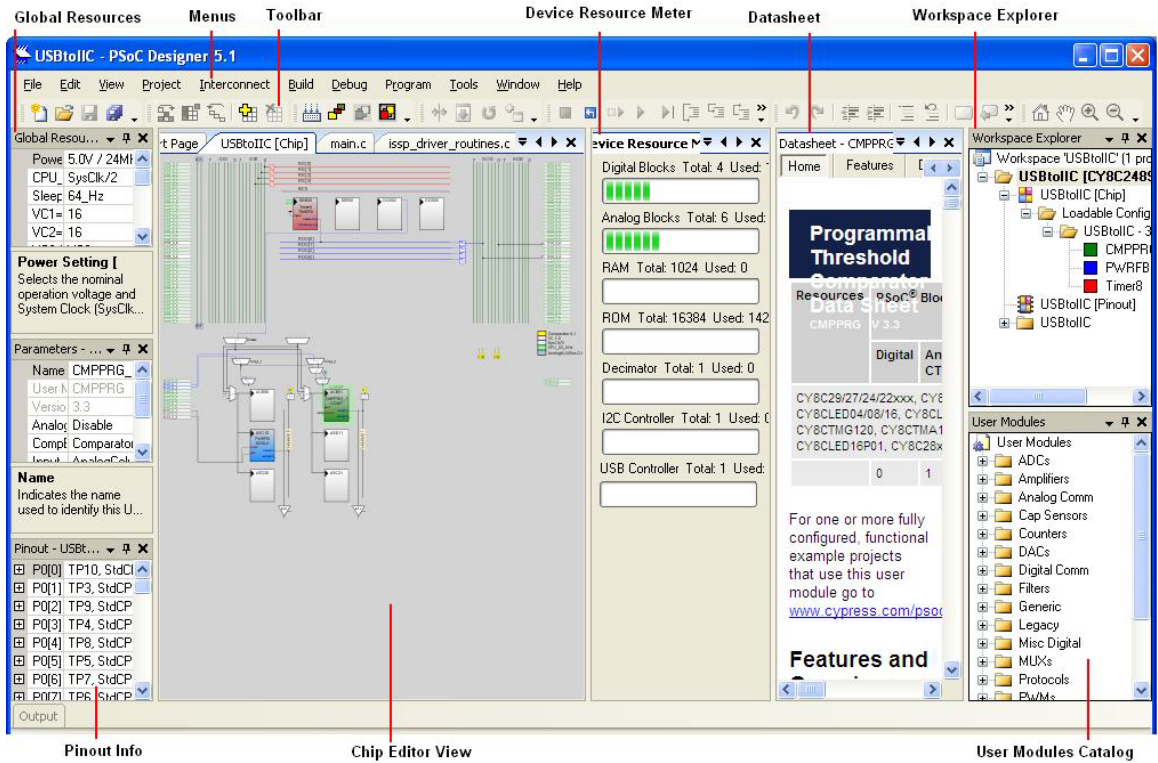 Global Resources
Menus
Toolbar
Device Resource Meter
Datasheet
Workspace Explorer
USBtoIIC - PSoC Designer 5.1
File Edit View Project Interconnect Build Debug Program Tools Window Help
Global Resou...
Powe 5.0V / 24MH
CPU_ SysClk/2
Sleep 64_Hz
VC1= 16
VC2= 16
Power Setting [
Selects the nominal
operation voltage and
System Clock (SysClk...
Parameters - ...
Name CMPPRG_
User M CMPPRG
Versio 3.3
Analog Disable
CompE Comparator
Name
Indicates the name
used to identify this U...
Pinout - USBt...
P0[0] TP10, StdCI
P0[1] TP3, StdCP
P0[2] TP9, StdCP
P0[3] TP4, StdCP
P0[4] TP8, StdCP
P0[5] TP5, StdCP
P0[6] TP7, StdCP
P0[7] TP6, StdCP
Output
rt Page
USBtoIIC [Chip]
main.c
issp_driver_routines.c
evice Resource M
Digital Blocks Total: 4 Used:
Analog Blocks Total: 6 Used:
RAM Total: 1024 Used: 0
ROM Total: 16384 Used: 142
Decimator Total: 1 Used: 0
I2C Controller Total: 1 Used: 0
USB Controller Total: 1 Used:
Datasheet - CMPPRG
Home Features
Programmal
Threshold
Comparator
Data Sheet
CMPPRG V 3.3
Resources PSoC® Bloc
Digital
An
CT
CY8C29/27/24/22xxx, CY8
CY8CLED04/08/16, CY8CL
CY8CTMG120, CY8CTMA1
CY8CLED16P01, CY8C28x
0 1
For one or more fully
configured, functional
example projects
that use this user
module go to
www.cypress.com/psoc
Features and
Workspace Explorer
Workspace 'USBtoIIC' (1 pro
USBtoIIC [CY8C2489
USBtoIIC [Chip]
Loadable Config
USBtoIIC - 3
CMPPRG
PWRFB
Timer8
USBtoIIC [Pinout]
USBtoIIC
User Modules
User Modules
ADCs
Amplifiers
Analog Comm
Cap Sensors
Counters
DACs
Digital Comm
Filters
Generic
Legacy
Misc Digital
MUXs
Protocols
PWMs
Pinout Info
Chip Editor View
User Modules Catalog